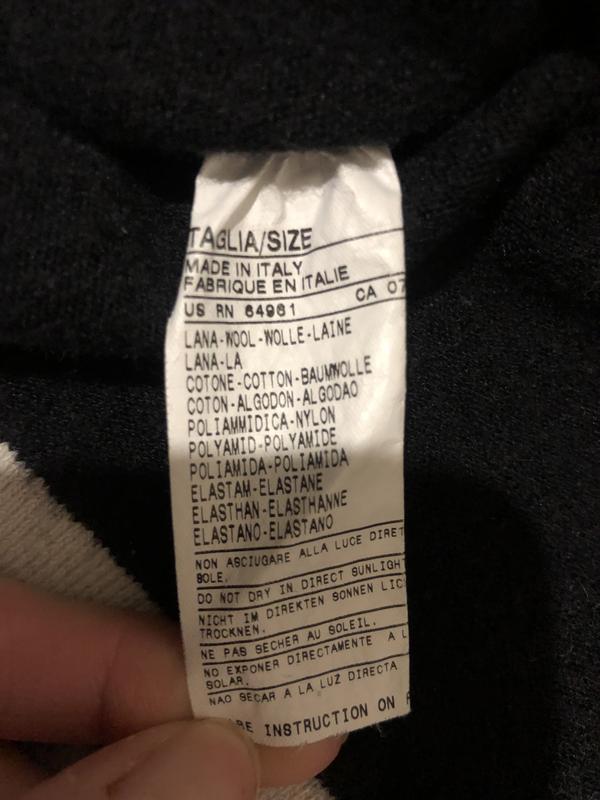 TAGLIA/SIZE
MADE IN ITALY
FABRIQUE EN ITALIE
US RN 64981 CA 07
LANA-WOOL-WOLLE-LAINE
LANA-LA
COTONE-COTTON-BAUMWOLLE
COTON-ALGODON-ALGODAO
POLIAMMIDICA-NYLON
POLYAMID-POLYAMIDE
POLIAMIDA-POLIAMIDA
ELASTAM-ELASTANE
ELASTHAN-ELASTHANNE
ELASTANO-ELASTANO
NON ASCIUGARE ALLA LUCE DIRET
SOLE.
DO NOT DRY IN DIRECT SUNLIGHT
NICHT IM DIREKTEN SONNEN LIC
TROCKNEN.
NE PAS SECHER AU SOLEIL.
NO EXPONER DIRECTAMENTE A L
SOLAR.
NAO SECAR A LA LUZ DIRECTA
RE INSTRUCTION ON